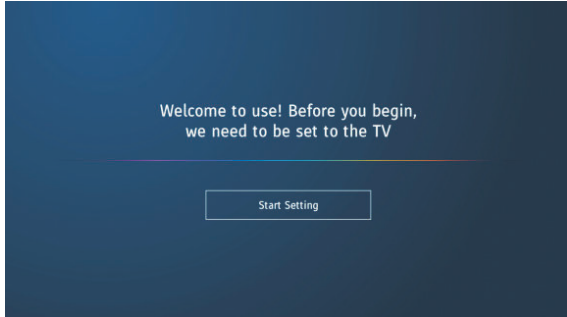 Welcome to use! Before you begin,
we need to be set to the TV
Start Setting